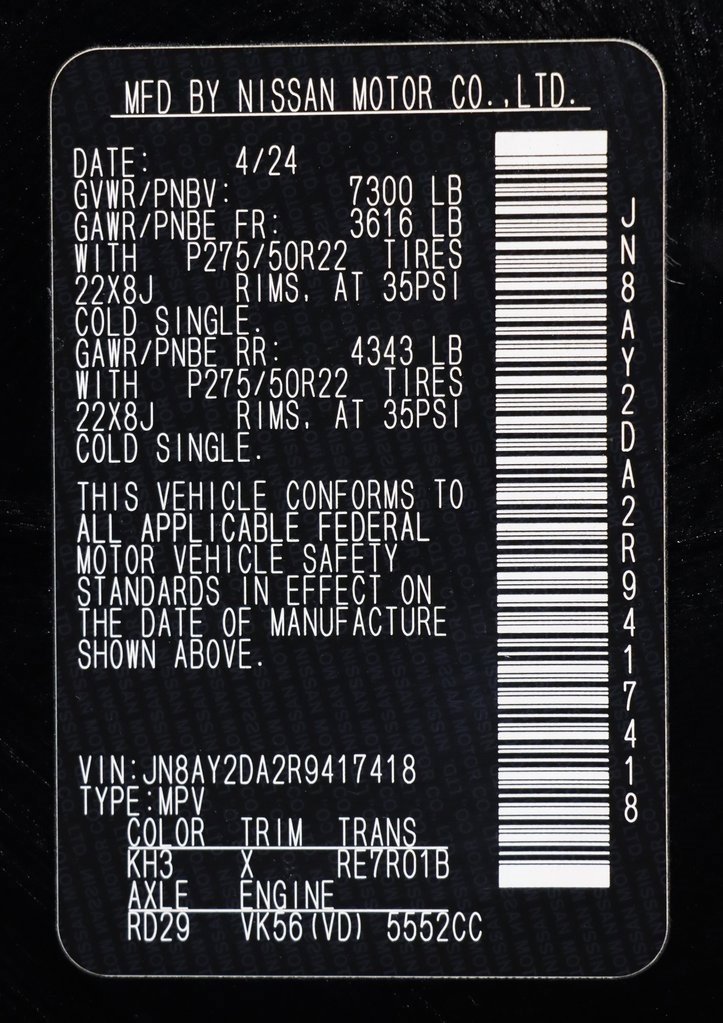 MFD BY NISSAN MOTOR CO.,LTD.
DATE: 4/24
GVWR/PNBV: 7300 LB
GAWR/PNBE FR: 3616 LB
WITH P275/50R22 TIRES
22X8J RIMS. AT 35PSI
COLD SINGLE.
GAWR/PNBE RR: 4343 LB
WITH P275/50R22 TIRES
22X8J RIMS. AT 35PSI
COLD SINGLE.
THIS VEHICLE CONFORMS TO
ALL APPLICABLE FEDERAL
MOTOR VEHICLE SAFETY
STANDARDS IN EFFECT ON
THE DATE OF MANUFACTURE
SHOWN ABOVE.
VIN:JN8AY2DA2R9417418
TYPE:MPV
COLOR TRIM TRANS
KH3 X RE7R01B
AXLE ENGINE
RD29 VK56(VD) 5552CC
JN8AY2DA2R9417418